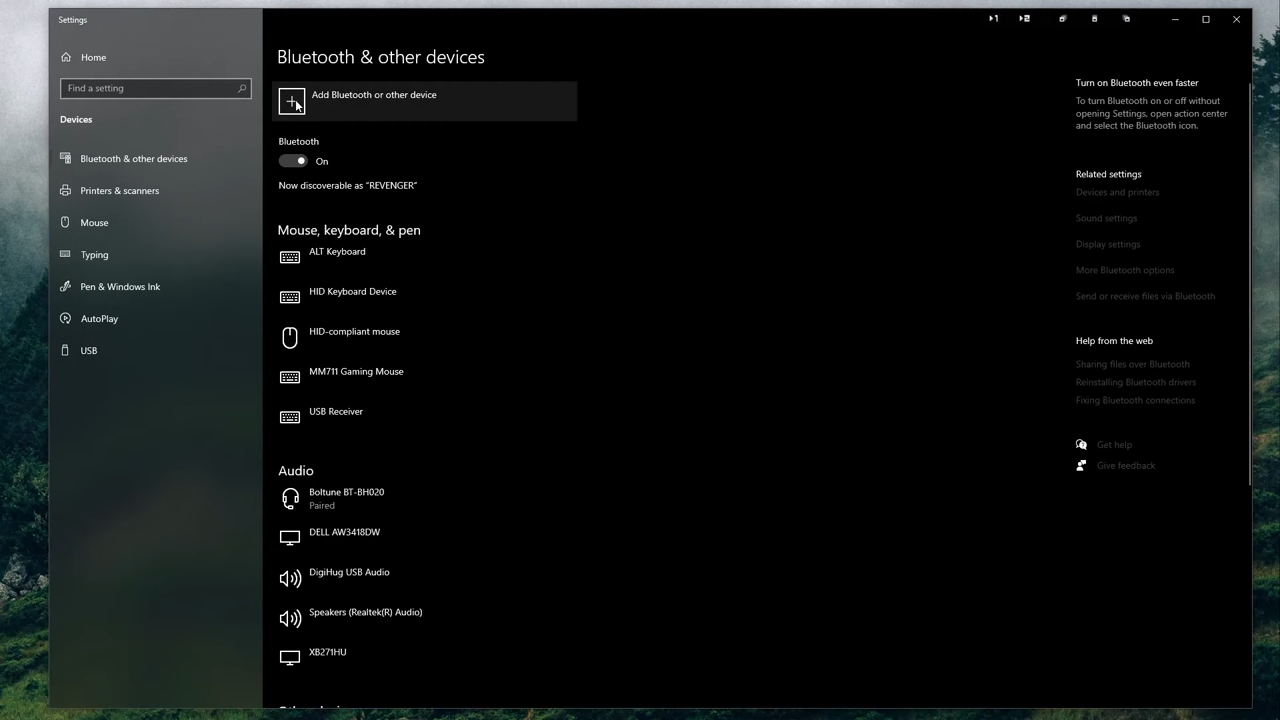 Settings
Home
Find a setting
Devices
Bluetooth & other devices
Printers & scanners
Mouse
Typing
Pen & Windows Ink
AutoPlay
USB
1
2
Bluetooth & other devices
Add Bluetooth or other device
Bluetooth
On
Now discoverable as “REVENGER”
Mouse, keyboard, & pen
ALT Keyboard
HID Keyboard Device
HID-compliant mouse
MM711 Gaming Mouse
USB Receiver
Audio
Boltune BT-BH020
Paired
DELL AW3418DW
DigiHug USB Audio
Speakers (Realtek(R) Audio)
XB271HU
Turn on Bluetooth even faster
To turn Bluetooth on or off without
opening Settings, open action center
and select the Bluetooth icon.
Related settings
Devices and printers
Sound settings
Display settings
More Bluetooth options
Send or receive files via Bluetooth
Help from the web
Sharing files over Bluetooth
Reinstalling Bluetooth drivers
Fixing Bluetooth connections
Get help
Give feedback